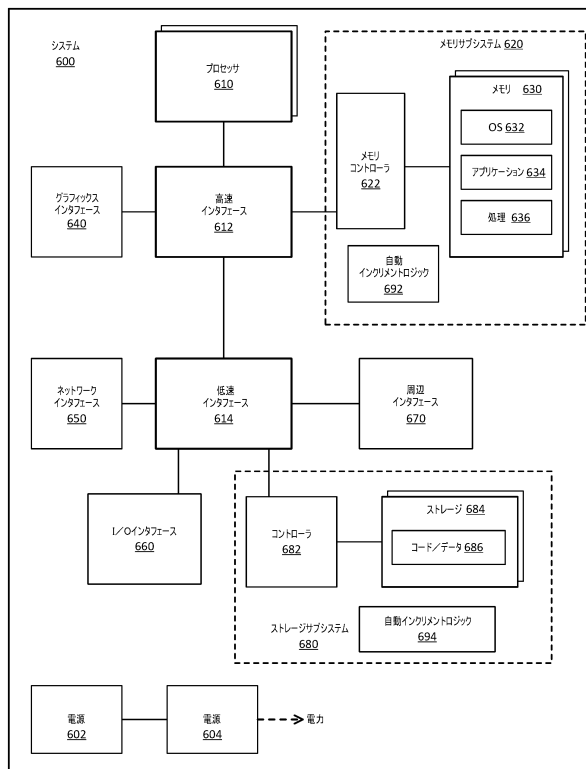 システム
600
プロセッサ
610
メモリサブシステム 620
メモリ 630
OS 632
アプリケーション 634
処理 636
メモリ
コントローラ
622
自動
インクリメントロジック
692
グラフィックス
インタフェース
640
高速
インタフェース
612
ネットワーク
インタフェース
650
低速
インタフェース
614
周辺
インタフェース
670
I/Oインタフェース
660
コントローラ
682
ストレージ 684
コード/データ 686
ストレージサブシステム
680
自動インクリメントロジック
694
電源
602
電源
604
電力